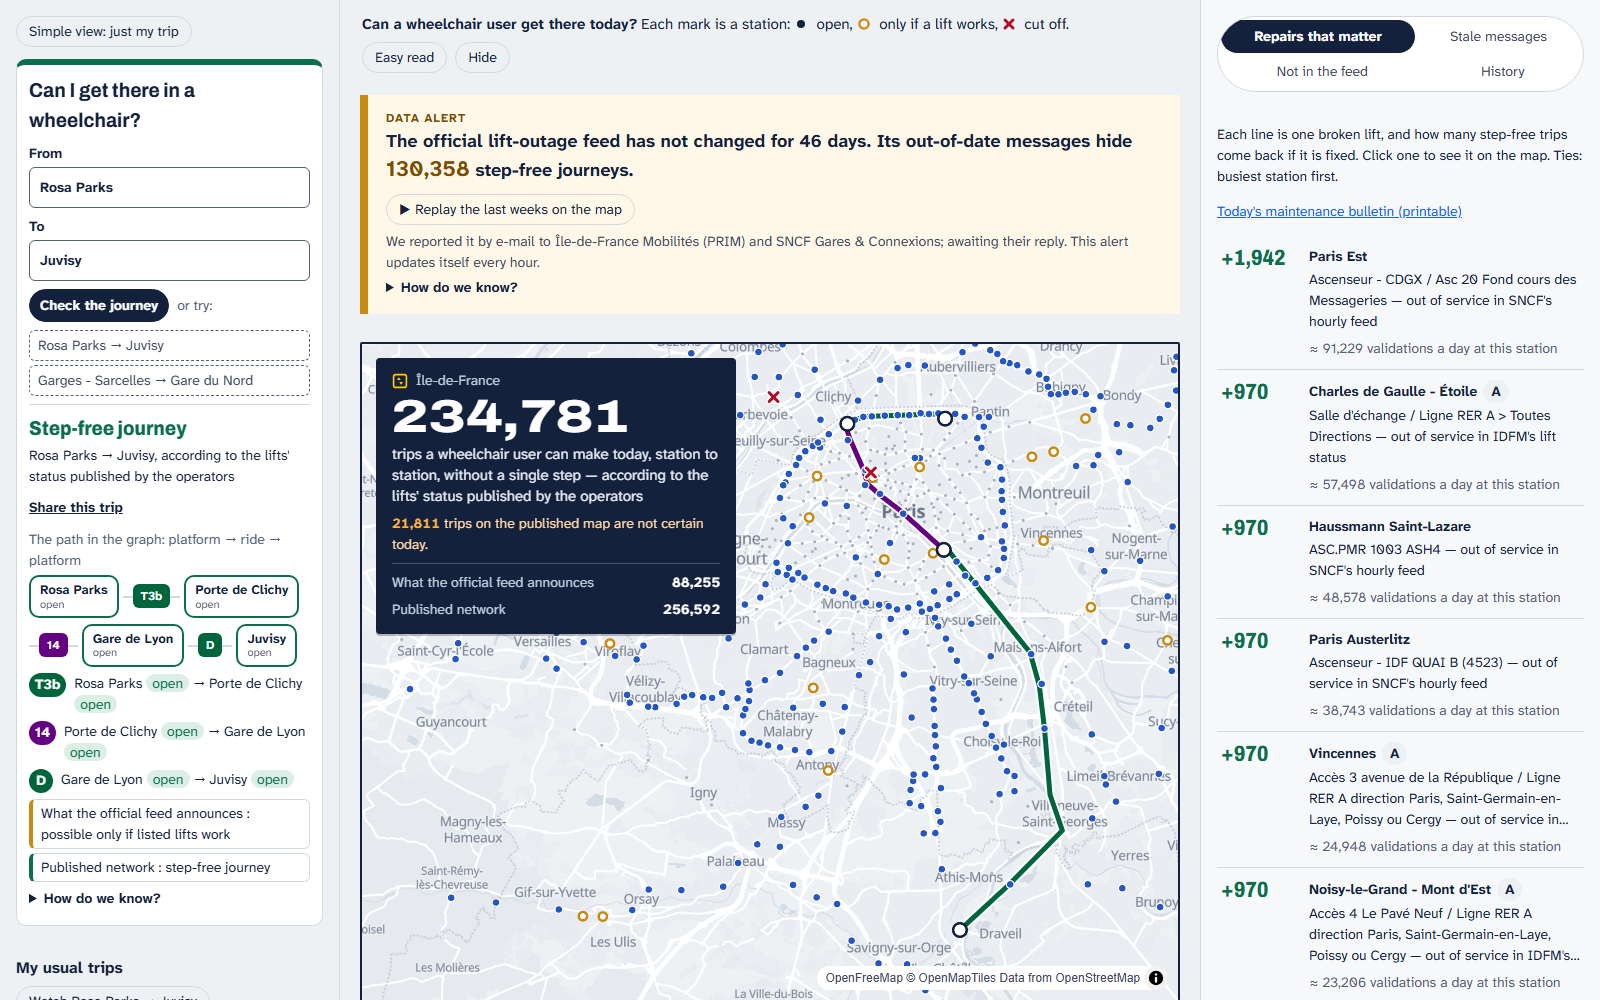 Simple view: just my trip
Can I get there in a
wheelchair?
From
Rosa Parks
To
Juvisy
Check the journey or try:
Rosa Parks → Juvisy
Garges - Sarcelles → Gare du Nord
Step-free journey
Rosa Parks → Juvisy, according to the lifts'
status published by the operators
Share this trip
The path in the graph: platform → ride →
platform
Rosa Parks
open
T3b
Porte de Clichy
open
14
Gare de Lyon
open
D
Juvisy
open
T3b Rosa Parks open → Porte de Clichy
open
14 Porte de Clichy open → Gare de Lyon
open
D Gare de Lyon open → Juvisy open
What the official feed announces :
possible only if listed lifts work
Published network : step-free journey
▶ How do we know?
My usual trips
Watch Rosa Parks → Juvisy
Can a wheelchair user get there today? Each mark is a station: open, only if a lift works, cut off.
Easy read
Hide
DATA ALERT
The official lift-outage feed has not changed for 46 days. Its out-of-date messages hide
130,358 step-free journeys.
▶ Replay the last weeks on the map
We reported it by e-mail to Île-de-France Mobilités (PRIM) and SNCF Gares & Connexions; awaiting their reply. This alert
updates itself every hour.
▶ How do we know?
Île-de-France
234,781
trips a wheelchair user can make today, station to
station, without a single step — according to the
lifts' status published by the operators
21,811 trips on the published map are not certain
today.
What the official feed announces 88,255
Published network 256,592
Colombes
Drancy
Aubervilliers
Bobigny
Bondy
Clichy
Pantin
Montreuil
Paris
Vincennes
Nogent-
sur-Marne
Montrouge
Ivry-sur-Seine
Saint-Cyr-l'École
Versailles
Viroflay
Clamart
Bagneux
Maisons-Alfort
Vélizy-
Villacoublay
Vitry-sur-Seine
Créteil
Guyancourt
Châtenay-
Malabry
Choisy-le-Roi
Antony
Limeil-Brévannes
Igny
Villeneuve-
Saint-Georges
Magny-les-
Hameaux
Massy
Palaiseau
Yerres
Saint-Rémy-
lès-Chevreuse
Athis-Mons
Gif-sur-Yvette
Orsay
Brunoy
Les Ulis
Draveil
Savigny-sur-Orge
Les Molières
La Ville-du-Bois
OpenFreeMap © OpenMapTiles Data from OpenStreetMap
Repairs that matter
Stale messages
Not in the feed
History
Each line is one broken lift, and how many step-free trips
come back if it is fixed. Click one to see it on the map. Ties:
busiest station first.
Today's maintenance bulletin (printable)
+1,942 Paris Est
Ascenseur - CDGX / Asc 20 Fond cours des
Messageries — out of service in SNCF's
hourly feed
≈ 91,229 validations a day at this station
+970 Charles de Gaulle - Étoile A
Salle d'échange / Ligne RER A > Toutes
Directions — out of service in IDFM's lift
status
≈ 57,498 validations a day at this station
+970 Haussmann Saint-Lazare
ASC.PMR 1003 ASH4 — out of service in
SNCF's hourly feed
≈ 48,578 validations a day at this station
+970 Paris Austerlitz
Ascenseur - IDF QUAI B (4523) — out of
service in SNCF's hourly feed
≈ 38,743 validations a day at this station
+970 Vincennes A
Accès 3 avenue de la République / Ligne
RER A direction Paris, Saint-Germain-en-
Laye, Poissy ou Cergy — out of service in...
≈ 24,948 validations a day at this station
+970 Noisy-le-Grand - Mont d'Est A
Accès 4 Le Pavé Neuf / Ligne RER A
direction Paris, Saint-Germain-en-Laye,
Poissy ou Cergy — out of service in IDFM's...
≈ 23,206 validations a day at this station